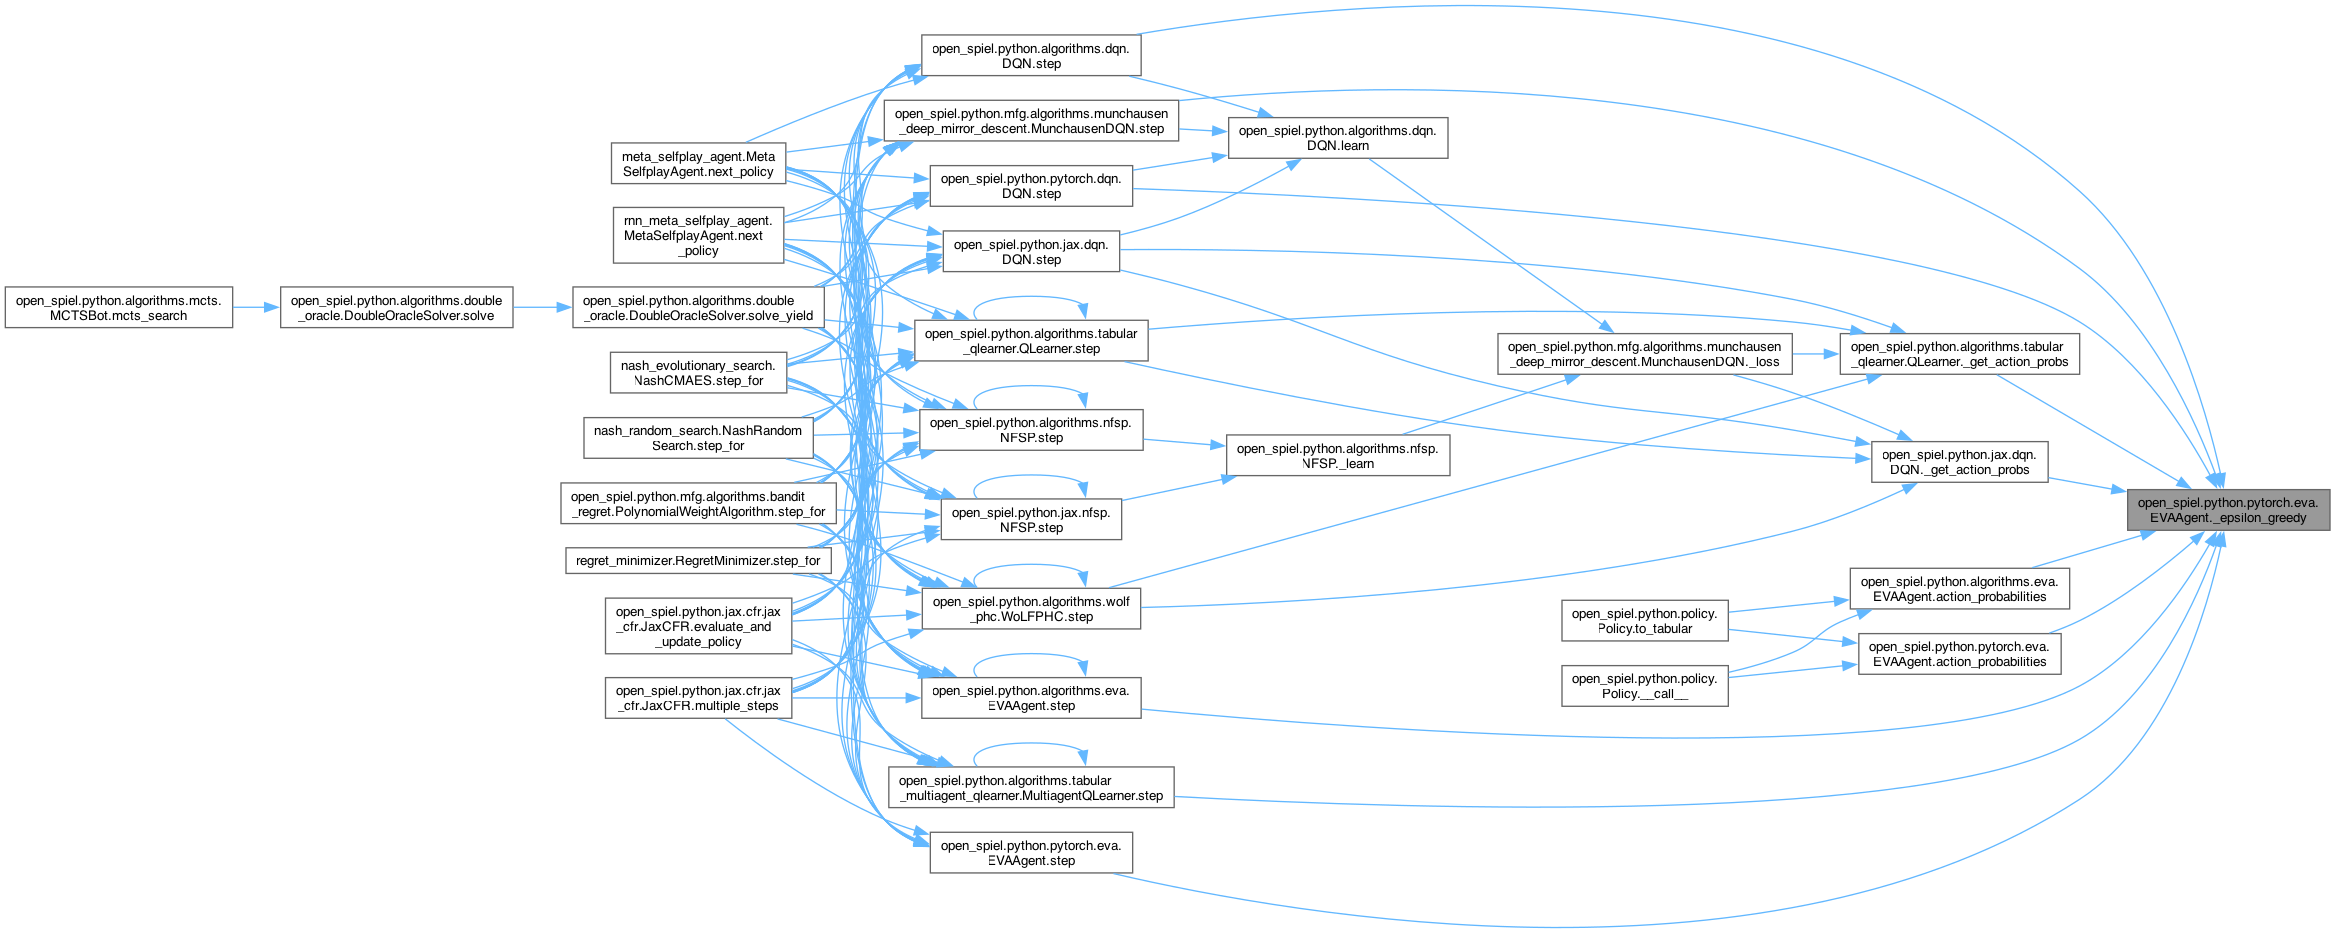 open_spiel.python.algorithms.mcts.
MCTSBot.mcts_search
open_spiel.python.algorithms.double
_oracle.DoubleOracleSolver.solve
meta_selfplay_agent.Meta
SelfplayAgent.next_policy
rnn_meta_selfplay_agent.
MetaSelfplayAgent.next
_policy
open_spiel.python.algorithms.double
_oracle.DoubleOracleSolver.solve_yield
nash_evolutionary_search.
NashCMAES.step_for
nash_random_search.NashRandom
Search.step_for
open_spiel.python.mfg.algorithms.bandit
_regret.PolynomialWeightAlgorithm.step_for
regret_minimizer.RegretMinimizer.step_for
open_spiel.python.jax.cfr.jax
_cfr.JaxCFR.evaluate_and
_update_policy
open_spiel.python.jax.cfr.jax
_cfr.JaxCFR.multiple_steps
open_spiel.python.algorithms.dqn.
DQN.step
open_spiel.python.mfg.algorithms.munchausen
_deep_mirror_descent.MunchausenDQN.step
open_spiel.python.pytorch.dqn.
DQN.step
open_spiel.python.jax.dqn.
DQN.step
open_spiel.python.algorithms.tabular
_qlearner.QLearner.step
open_spiel.python.algorithms.nfsp.
NFSP.step
open_spiel.python.jax.nfsp.
NFSP.step
open_spiel.python.algorithms.wolf
_phc.WoLFPHC.step
open_spiel.python.algorithms.eva.
EVAAgent.step
open_spiel.python.algorithms.tabular
_multiagent_qlearner.MultiagentQLearner.step
open_spiel.python.pytorch.eva.
EVAAgent.step
open_spiel.python.algorithms.dqn.
DQN.learn
open_spiel.python.algorithms.nfsp.
NFSP._learn
open_spiel.python.mfg.algorithms.munchausen
_deep_mirror_descent.MunchausenDQN._loss
open_spiel.python.policy.
Policy.to_tabular
open_spiel.python.policy.
Policy.__call__
open_spiel.python.algorithms.tabular
_qlearner.QLearner._get_action_probs
open_spiel.python.jax.dqn.
DQN._get_action_probs
open_spiel.python.algorithms.eva.
EVAAgent.action_probabilities
open_spiel.python.pytorch.eva.
EVAAgent.action_probabilities
open_spiel.python.pytorch.eva.
EVAAgent._epsilon_greedy